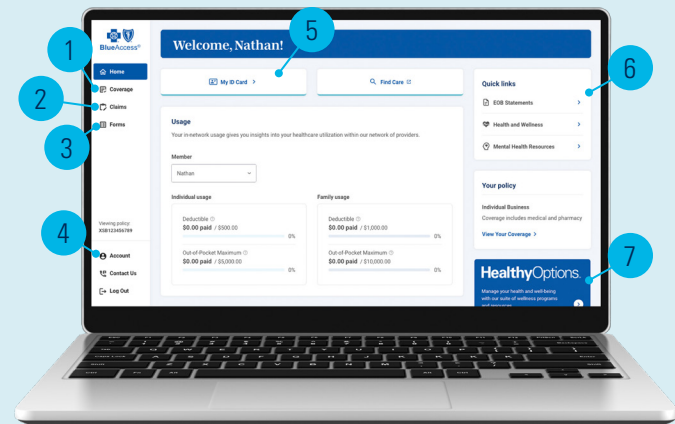 1
2
3
4
5
6
7
BlueAccess®
Home
Coverage
Claims
Forms
Viewing policy:
XSB123456789
Account
Contact Us
Log Out
Welcome, Nathan!
My ID Card
Find Care
Usage
Your in-network usage gives you insights into your healthcare utilization within our network of providers.
Member
Nathan
Individual usage
Deductible
$0.00 paid / $500.00
0%
Out-of-Pocket Maximum
$0.00 paid / $5,000.00
0%
Family usage
Deductible
$0.00 paid / $1,000.00
0%
Out-of-Pocket Maximum
$0.00 paid / $10,000.00
0%
Quick links
EOB Statements
Health and Wellness
Mental Health Resources
Your policy
Individual Business
Coverage includes medical and pharmacy
View Your Coverage
HealthyOptions.
Manage your health and well-being
with our suite of wellness programs